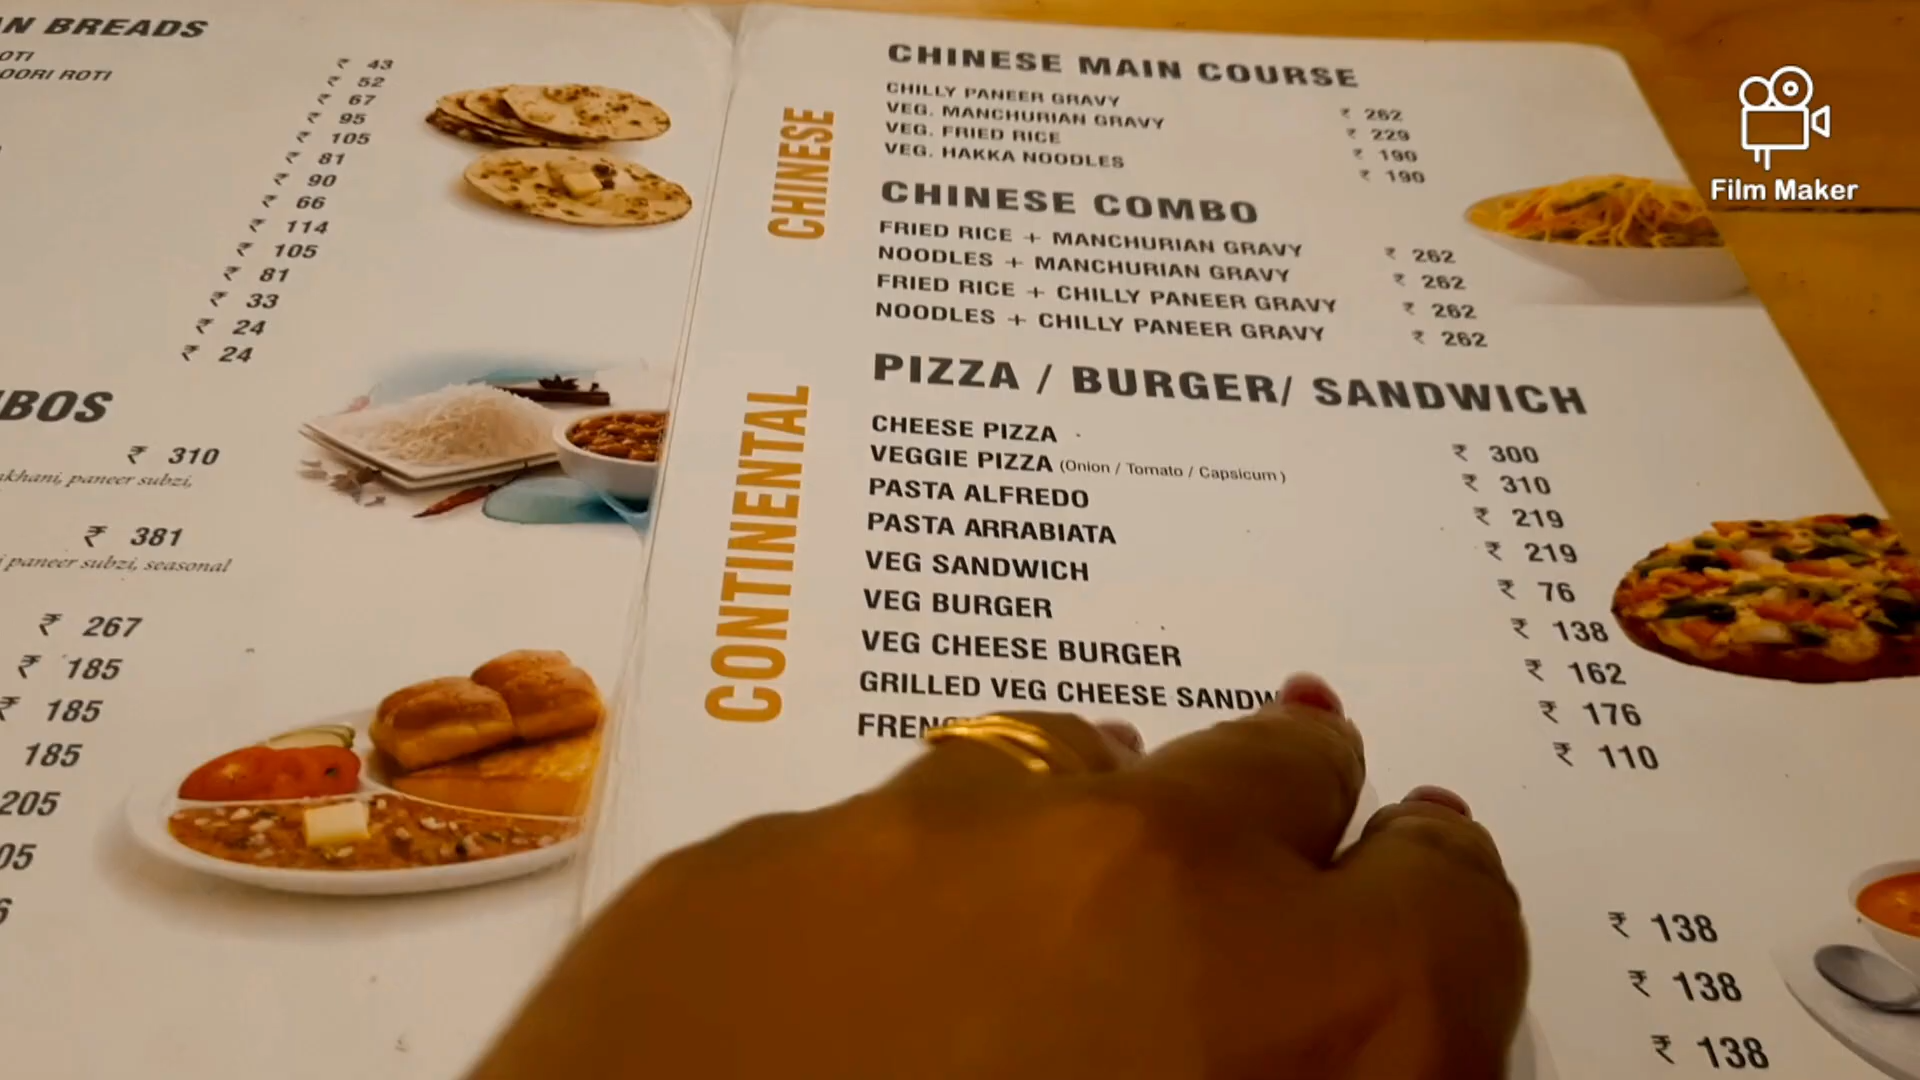 N BREADS
OTI
OORI ROTI
₹ 43
₹ 52
₹ 67
₹ 95
₹ 105
₹ 81
₹ 90
₹ 66
₹ 114
₹ 105
₹ 81
₹ 33
₹ 24
₹ 24
BOS
₹ 310
khani, paneer subzi,
₹ 381
i paneer subzi, seasonal
₹ 267
₹ 185
₹ 185
185
205
05
CHINESE
CHINESE MAIN COURSE
CHILLY PANEER GRAVY ₹ 262
VEG. MANCHURIAN GRAVY ₹ 229
VEG. FRIED RICE ₹ 190
VEG. HAKKA NOODLES ₹ 190
CHINESE COMBO
FRIED RICE + MANCHURIAN GRAVY ₹ 262
NOODLES + MANCHURIAN GRAVY ₹ 262
FRIED RICE + CHILLY PANEER GRAVY ₹ 262
NOODLES + CHILLY PANEER GRAVY ₹ 262
CONTINENTAL
PIZZA / BURGER/ SANDWICH
CHEESE PIZZA ₹ 300
VEGGIE PIZZA (Onion / Tomato / Capsicum) ₹ 310
PASTA ALFREDO ₹ 219
PASTA ARRABIATA ₹ 219
VEG SANDWICH ₹ 76
VEG BURGER ₹ 138
VEG CHEESE BURGER ₹ 162
GRILLED VEG CHEESE SANDW ₹ 176
FREN ₹ 110
₹ 138
₹ 138
₹ 138
Film Maker